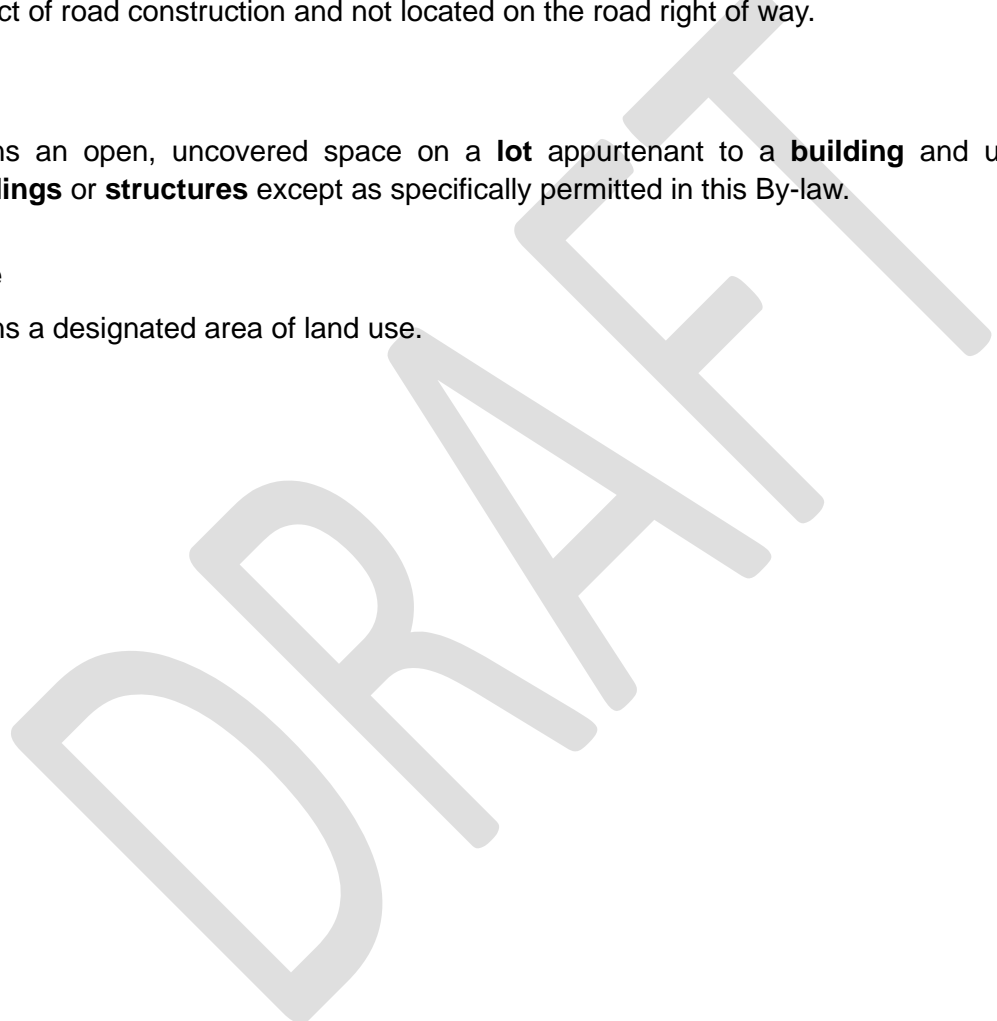 ct of road construction and not located on the road right of way.
ns an open, uncovered space on a lot appurtenant to a building and u
lings or structures except as specifically permitted in this By-law.
e
ns a designated area of land use.
DRAFT